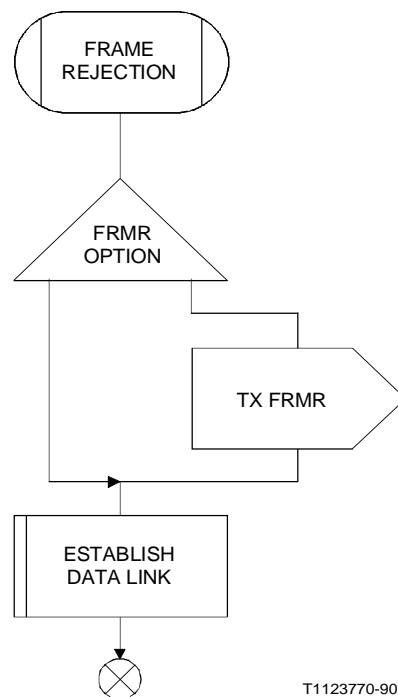 FRAME
REJECTION
FRMR
OPTION
TX FRMR
ESTABLISH
DATA LINK
T1123770-90